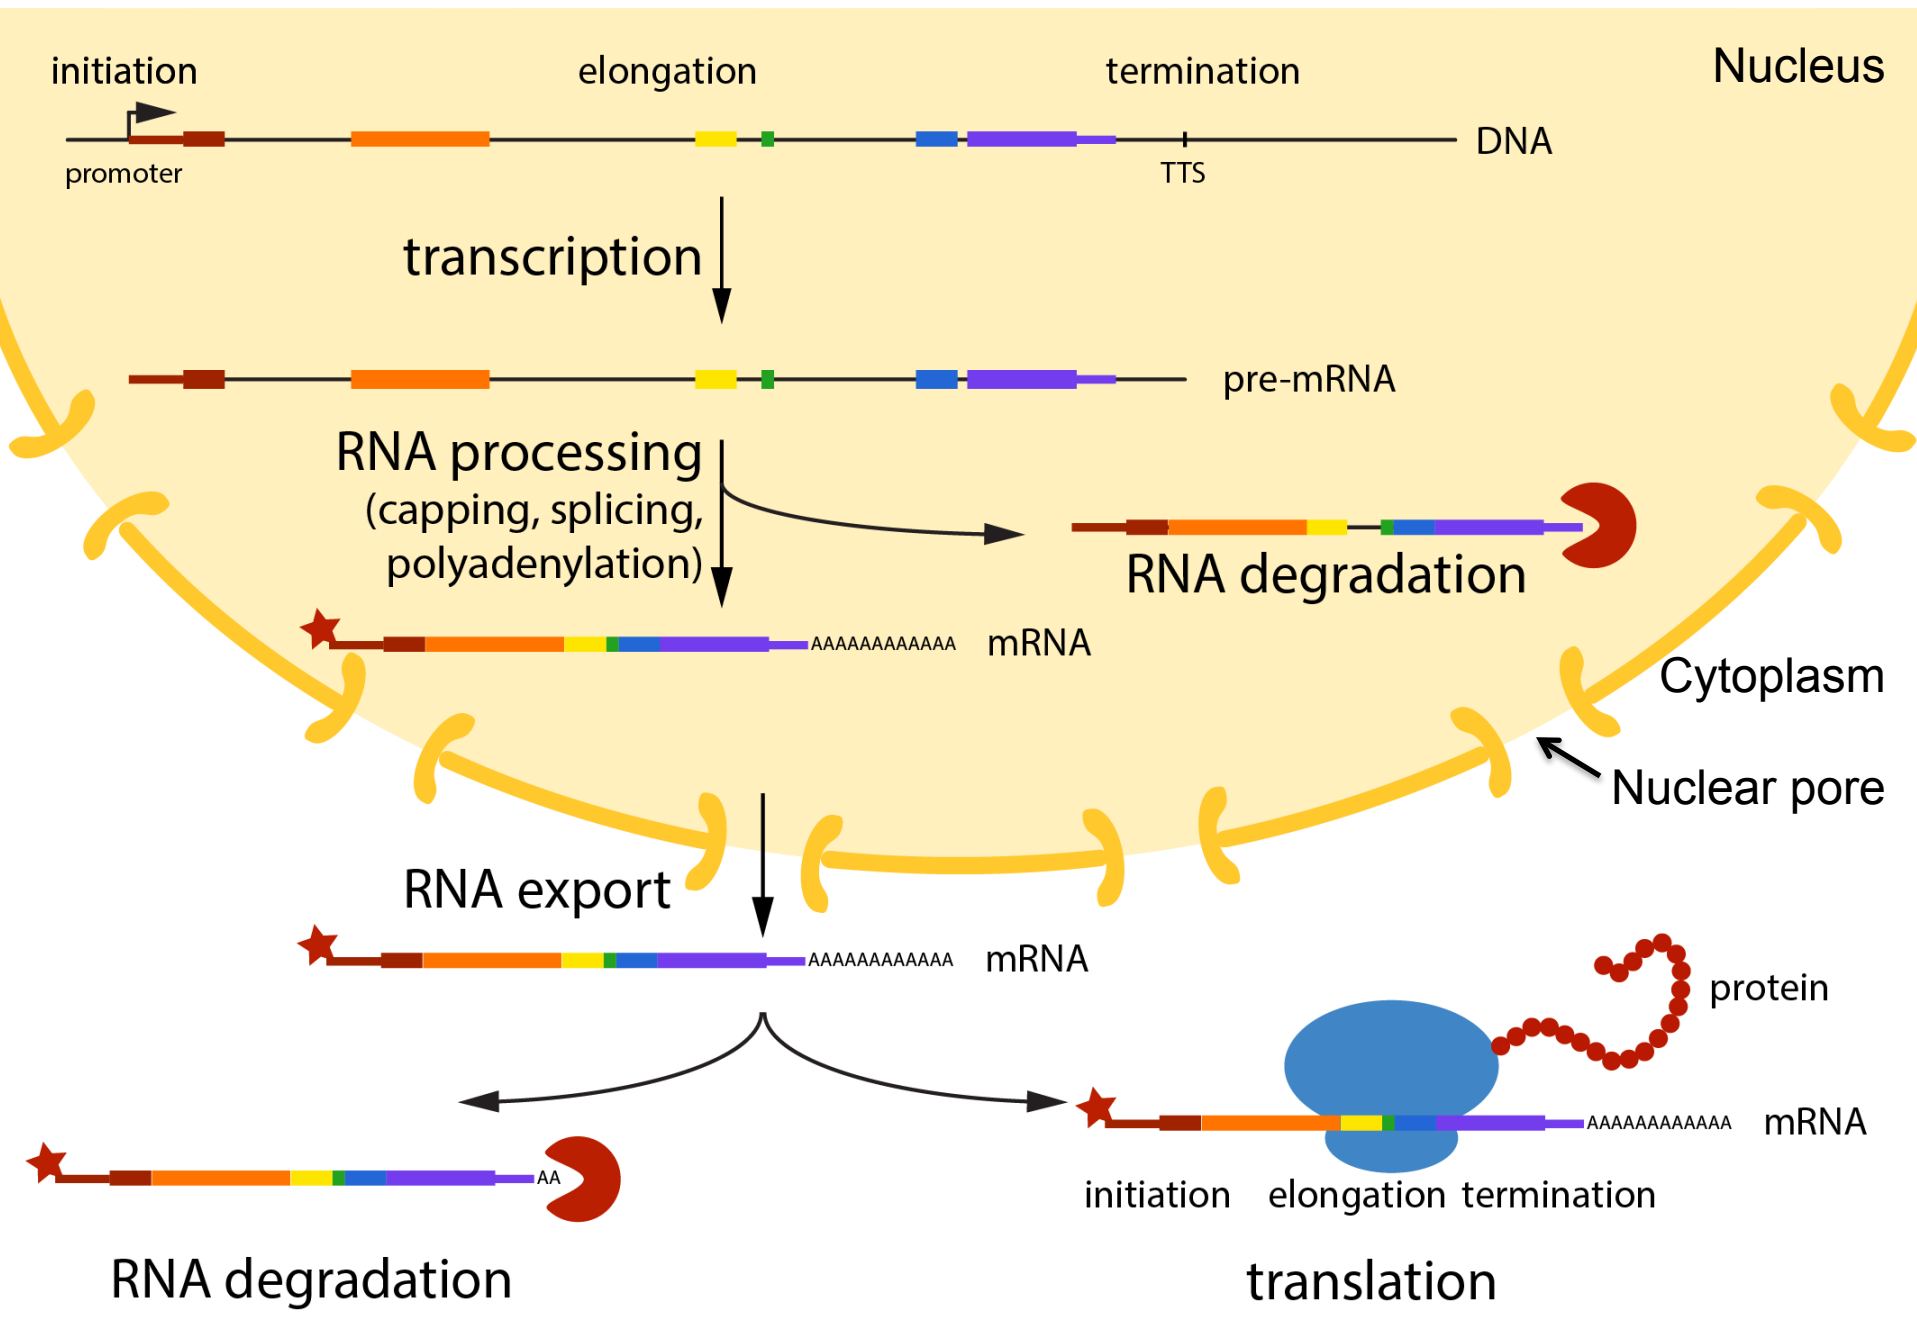 initiation
elongation
termination
Nucleus
DNA
promoter
TTS
transcription
pre-mRNA
RNA processing
(capping, splicing,
polyadenylation)
RNA degradation
AAAAAAAAAAAA
mRNA
Cytoplasm
Nuclear pore
RNA export
AAAAAAAAAAAA
mRNA
protein
AAAAAAAAAAAA
mRNA
AA
initiation
elongation
termination
RNA degradation
translation